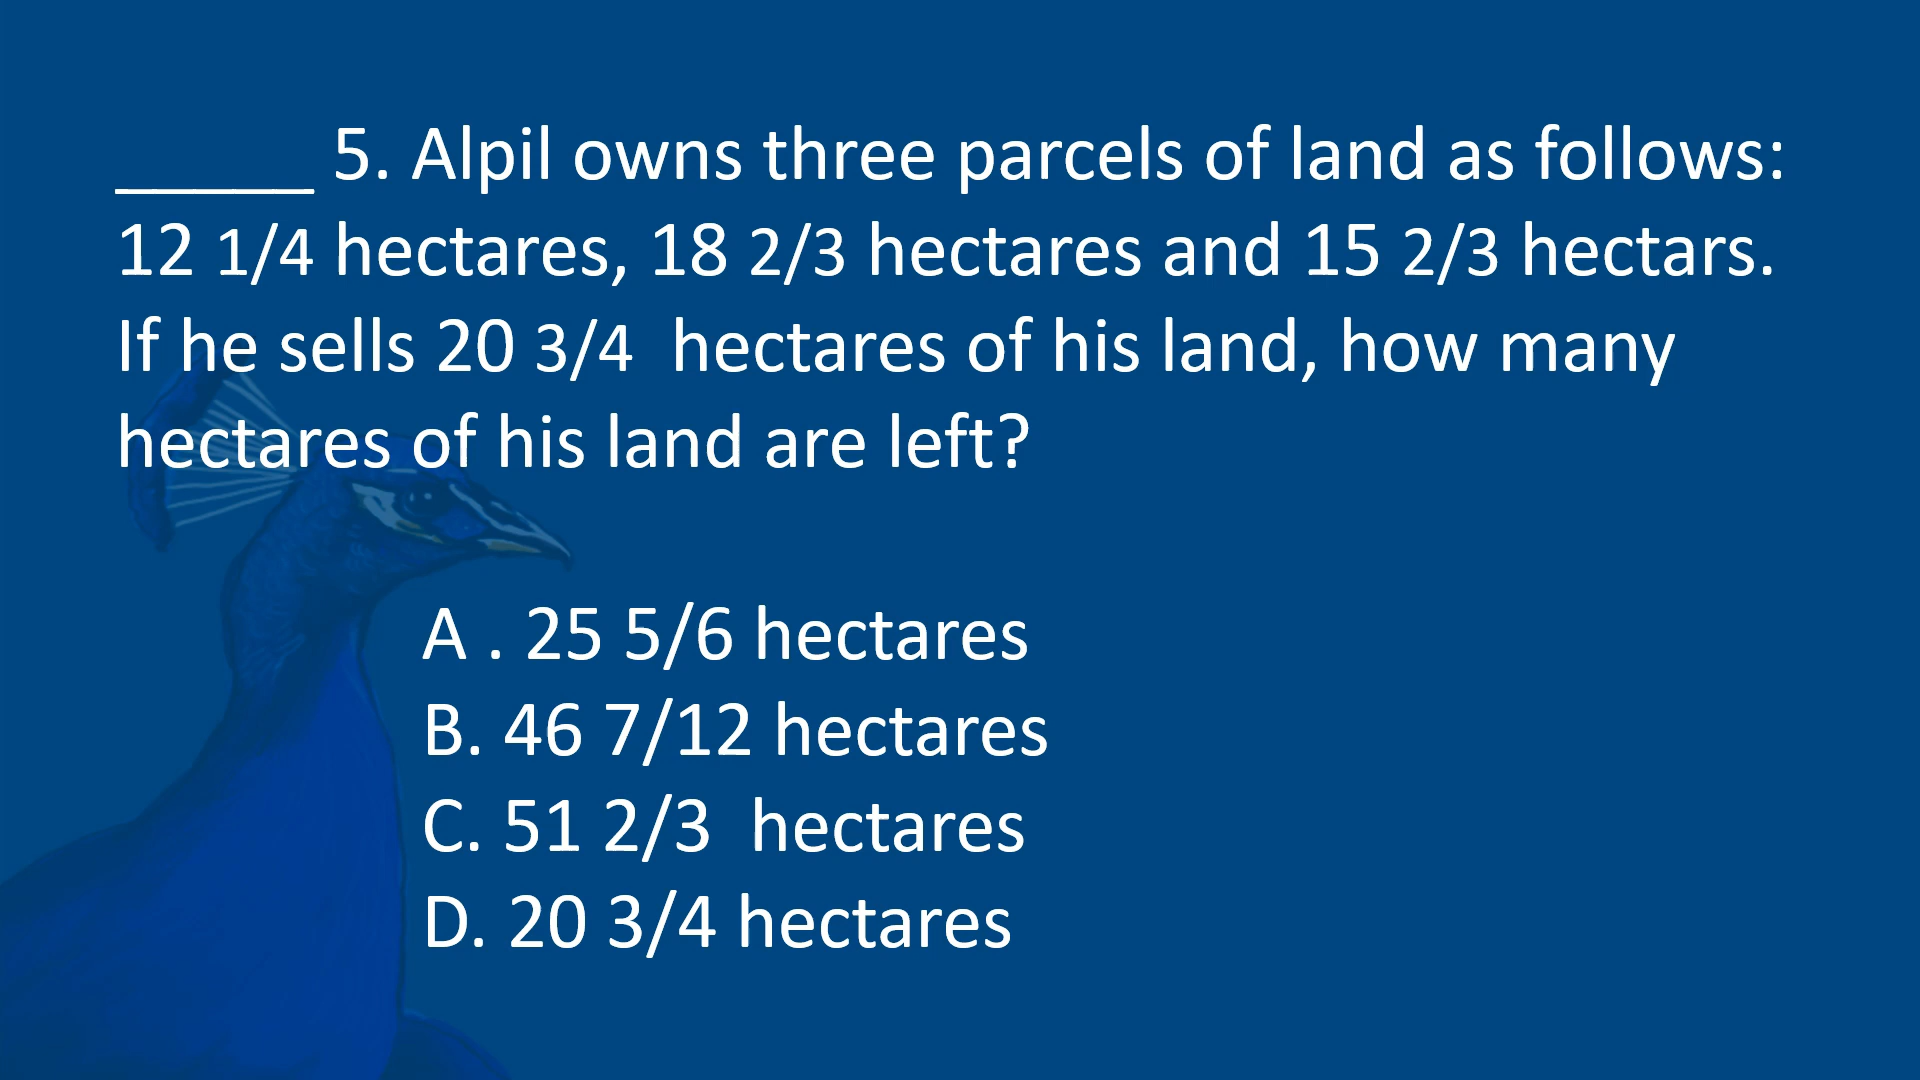 _____ 5. Alpil owns three parcels of land as follows:
12 1/4 hectares, 18 2/3 hectares and 15 2/3 hectars.
If he sells 20 3/4  hectares of his land, how many
hectares of his land are left?
A . 25 5/6 hectares
B. 46 7/12 hectares
C. 51 2/3  hectares
D. 20 3/4 hectares